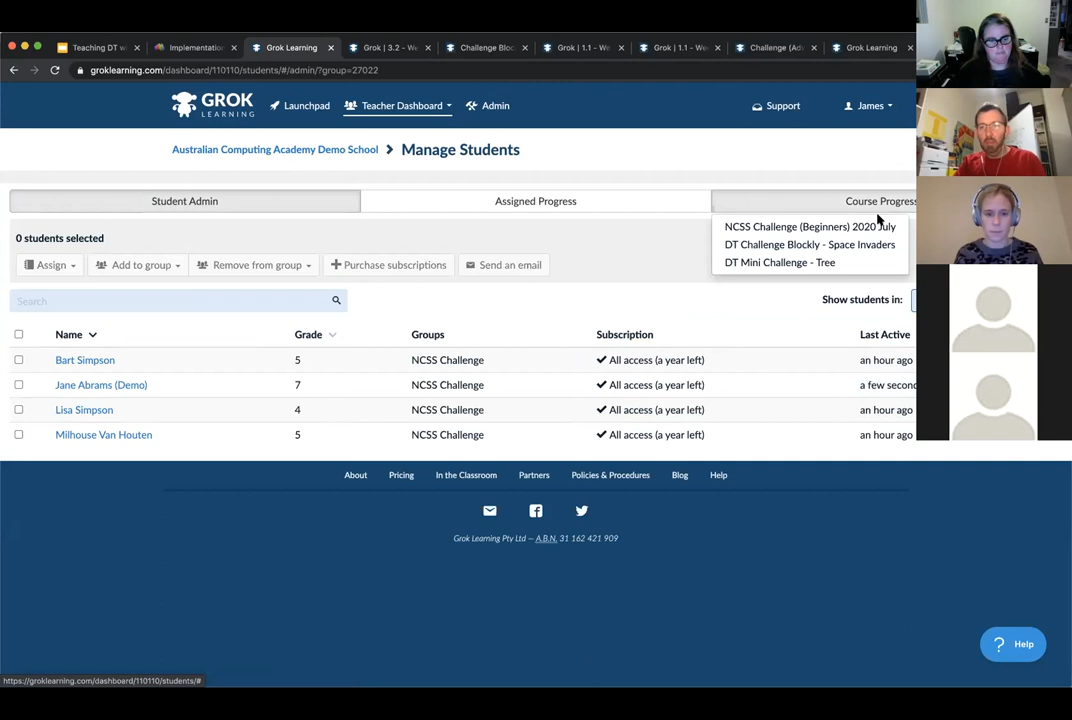 Teaching DT w
Implementatio
Grok Learning
Grok | 3.2 - We
Challenge Bloc
Grok | 1.1 - We
Grok | 1.1 - We
Challenge (Adv
Grok Learning
groklearning.com/dashboard/110110/students/#/admin/?group=27022
GROK LEARNING
Launchpad
Teacher Dashboard
Admin
Support
James
Australian Computing Academy Demo School
Manage Students
Student Admin
Assigned Progress
Course Progress
NCSS Challenge (Beginners) 2020 July
DT Challenge Blockly - Space Invaders
DT Mini Challenge - Tree
0 students selected
Assign
Add to group
Remove from group
Purchase subscriptions
Send an email
Search
Show students in:
Name Grade Groups Subscription Last Active
Bart Simpson 5 NCSS Challenge All access (a year left) an hour ago
Jane Abrams (Demo) 7 NCSS Challenge All access (a year left) a few second
Lisa Simpson 4 NCSS Challenge All access (a year left) an hour ago
Milhouse Van Houten 5 NCSS Challenge All access (a year left) an hour ago
About Pricing In the Classroom Partners Policies & Procedures Blog Help
Grok Learning Pty Ltd — A.B.N. 31 162 421 909
? Help
https://groklearning.com/dashboard/110110/students/#